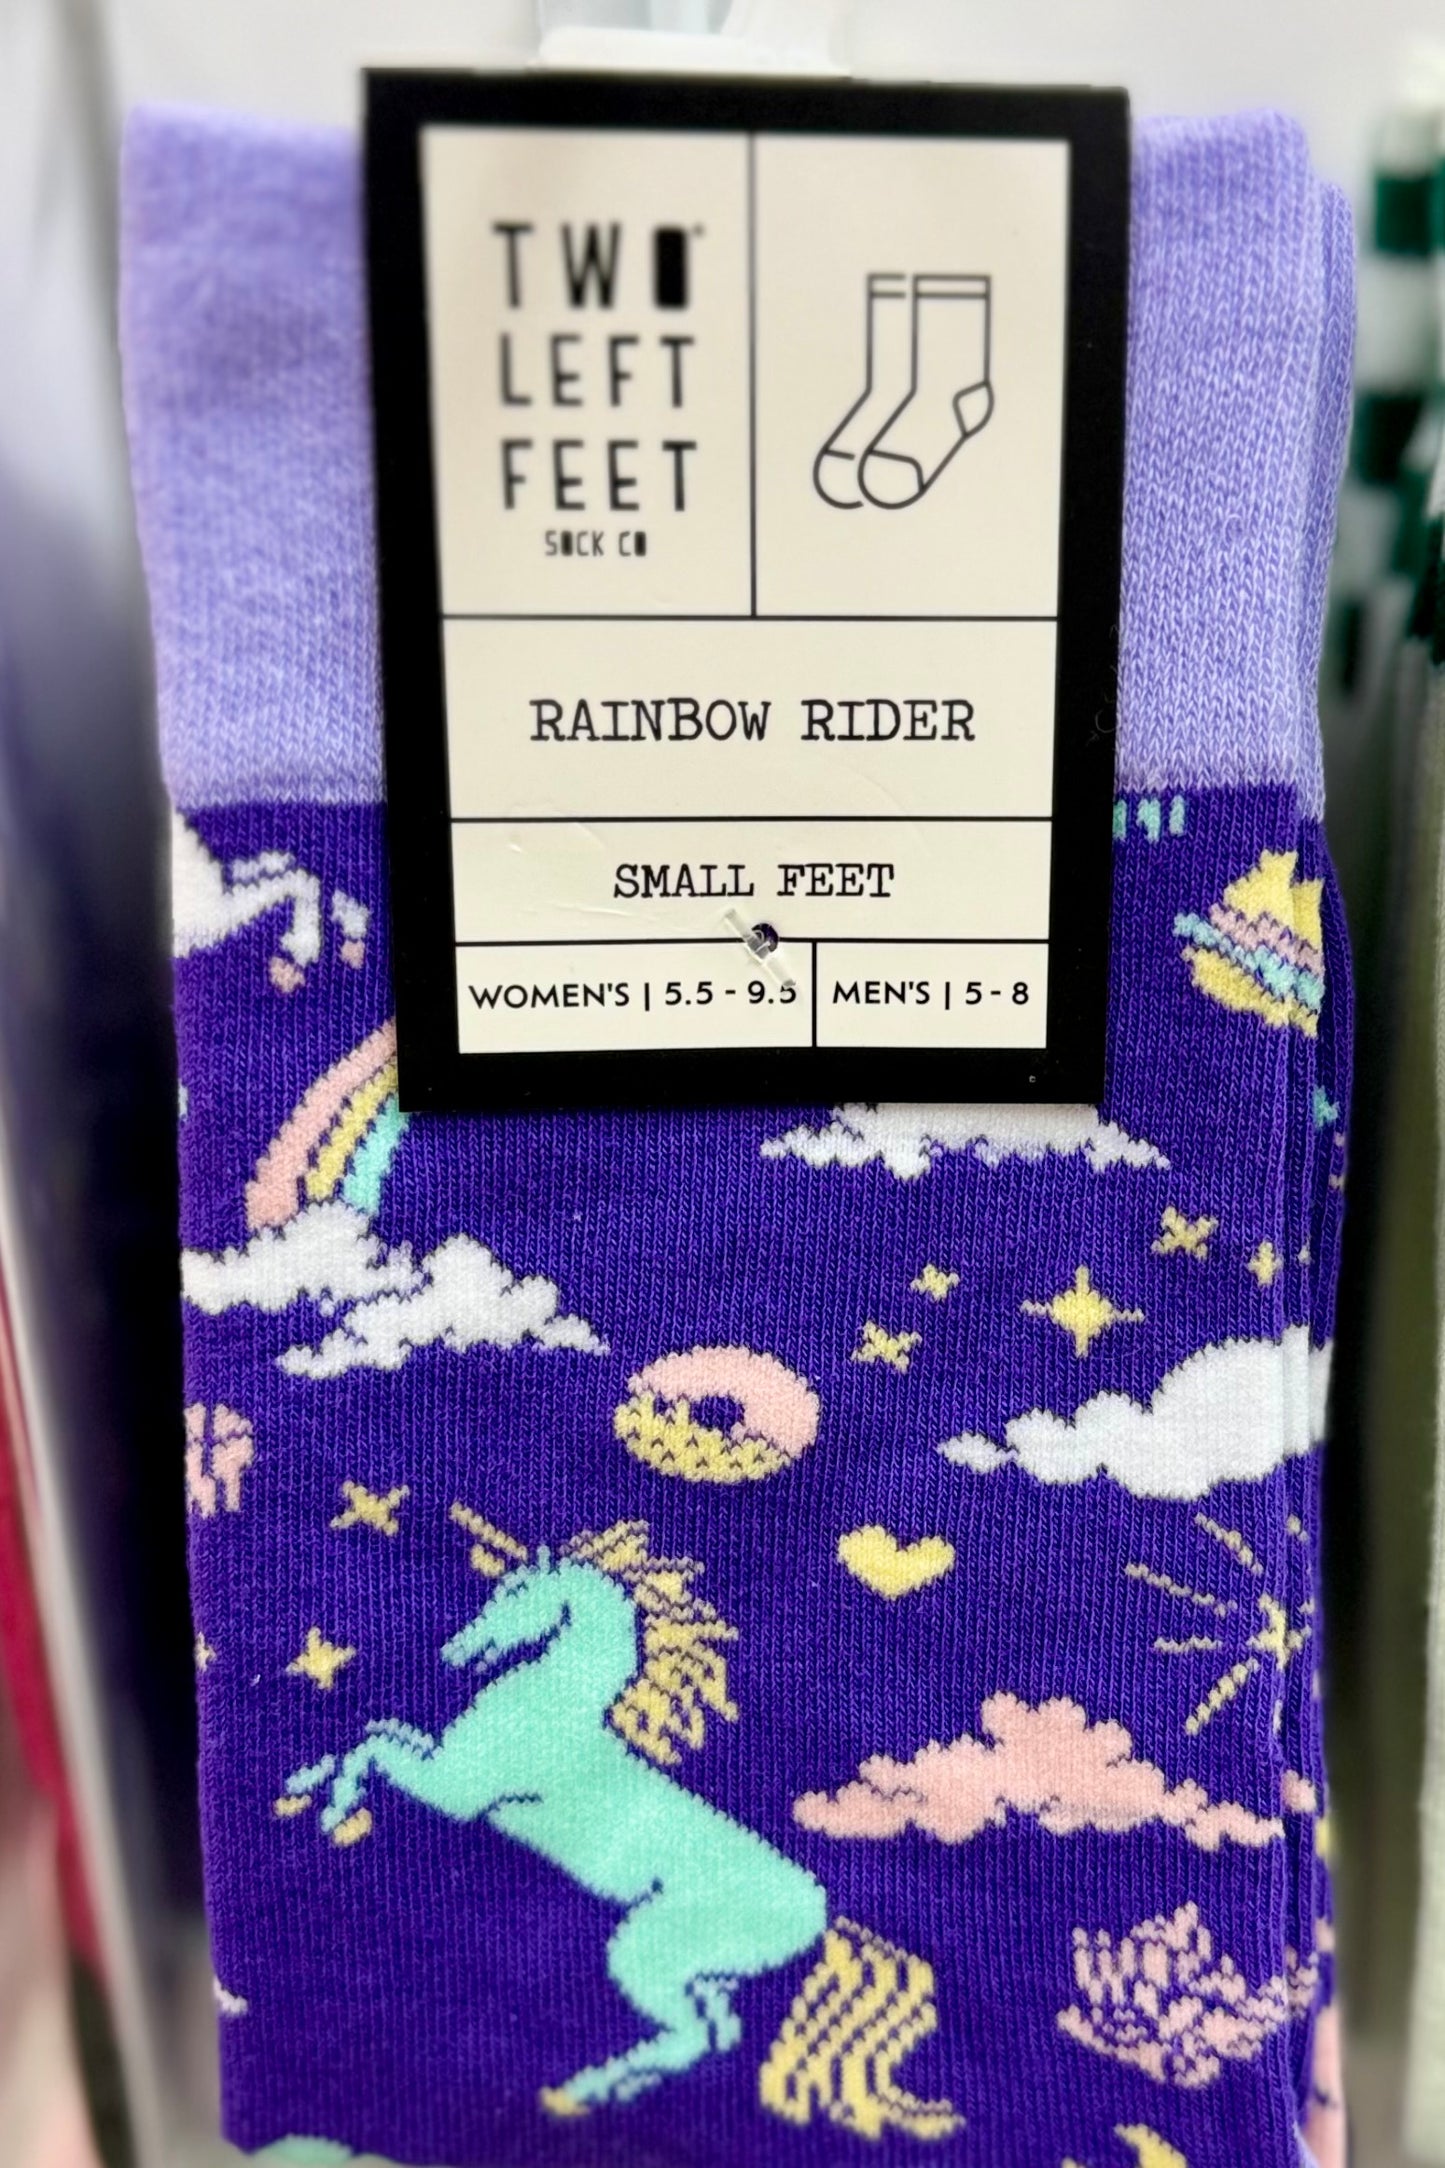 TWO
LEFT
FEET
SOCK CO
RAINBOW RIDER
SMALL FEET
WOMEN'S | 5.5 - 9.5
MEN'S | 5 - 8